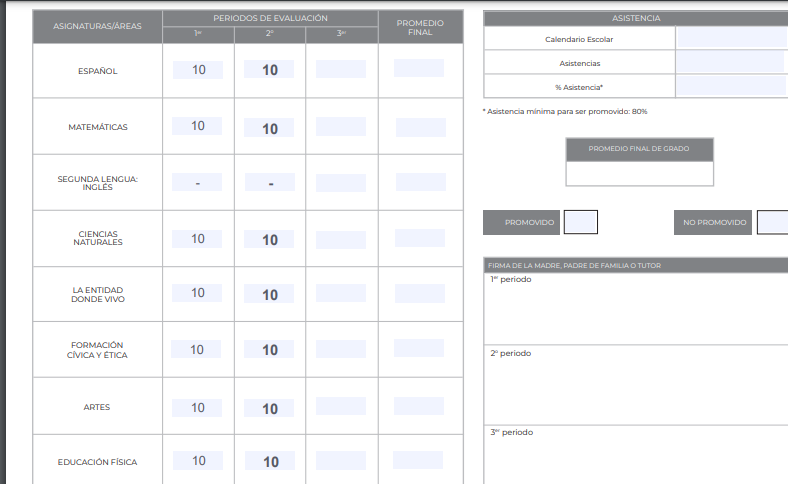 ASIGNATURAS/ÁREAS
PERIODOS DE EVALUACIÓN
1er 2o 3er
PROMEDIO
FINAL
ESPAÑOL 10 10
MATEMÁTICAS 10 10
SEGUNDA LENGUA:
INGLÉS
- -
CIENCIAS
NATURALES
10 10
LA ENTIDAD
DONDE VIVO
10 10
FORMACIÓN
CÍVICA Y ÉTICA
10 10
ARTES 10 10
EDUCACIÓN FÍSICA 10 10
ASISTENCIA
Calendario Escolar
Asistencias
% Asistencia*
* Asistencia mínima para ser promovido: 80%
PROMEDIO FINAL DE GRADO
PROMOVIDO
NO PROMOVIDO
FIRMA DE LA MADRE, PADRE DE FAMILIA O TUTOR
1er periodo
2o periodo
3er periodo